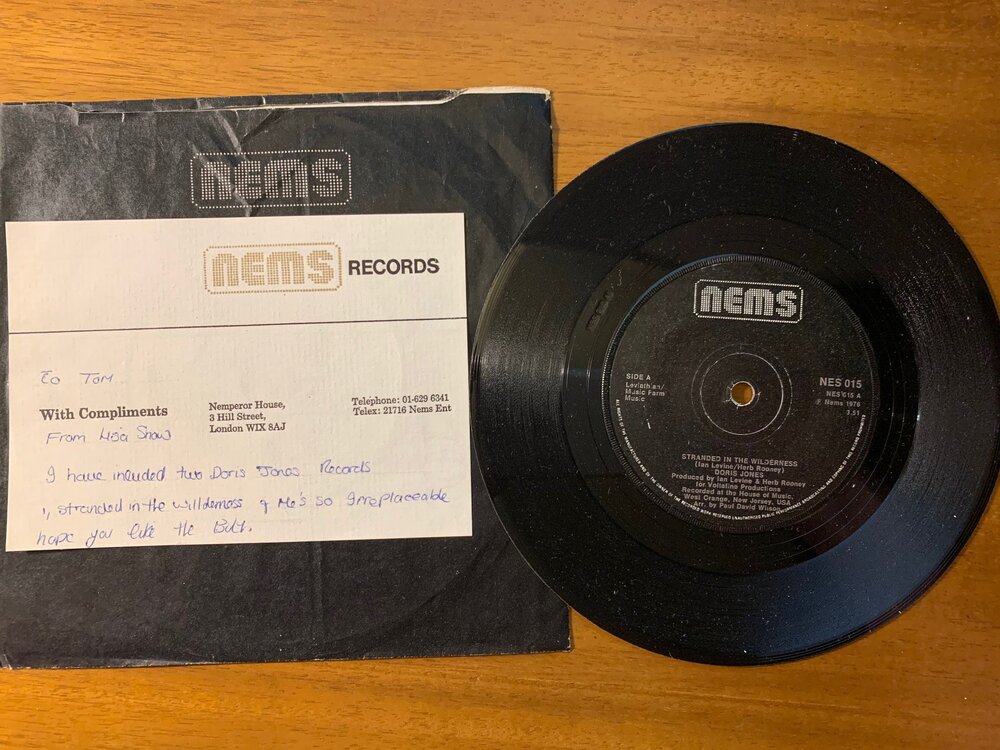 NEMS
NEMS RECORDS
To Tom
With Compliments
Nemperor House,
3 Hill Street,
London WIX 8AJ
Telephone: 01-629 6341
Telex: 21716 Nems Ent
From Lisa Snow
I have included two Doris Jones Records
1, stranded in the wilderness & He's so Irreplaceable
hope you like the
NEMS
SIDE A
Leviathan/
Music Farm
Music
NES 015
NES 015 A
℗ Nems 1976
3.51
STRANDED IN THE WILDERNESS
(Ian Levine/Herb Rooney)
DORIS JONES
Produced by Ian Levine & Herb Rooney
for Voltafine Productions
Recorded at the House of Music,
West Orange, New Jersey, USA
Arr. by Paul David Wilson